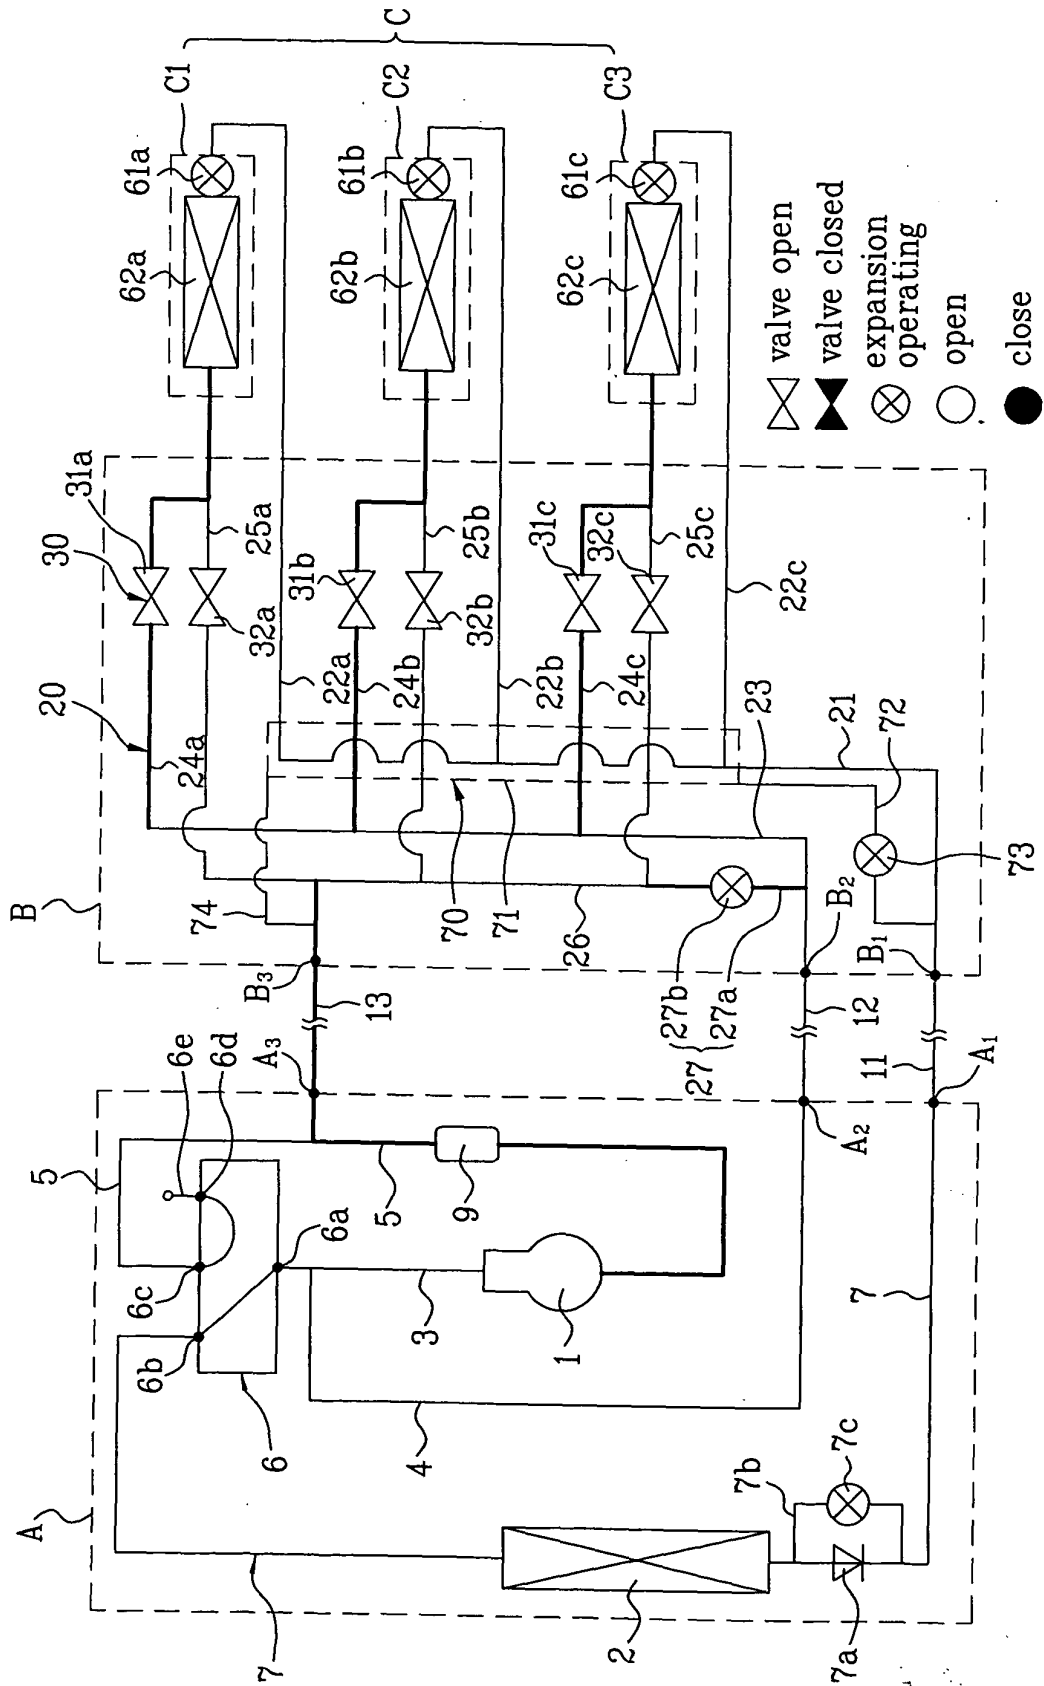 C
C1
C2
C3
61a
61b
61c
62a
62b
62c
valve open
valve closed
expansion
operating
open
close
B
20
30
31a
25a
32a
24a
22a
31b
25b
32b
24b
22b
31c
32c
25c
24c
22c
74
70
71
26
23
21
72
73
27b
27a
27
B3
B2
B1
13
12
11
A3
A2
A1
A
5
6e
6d
6c
6b
6a
6
5
9
3
1
4
7
7
2
7a
7b
7c